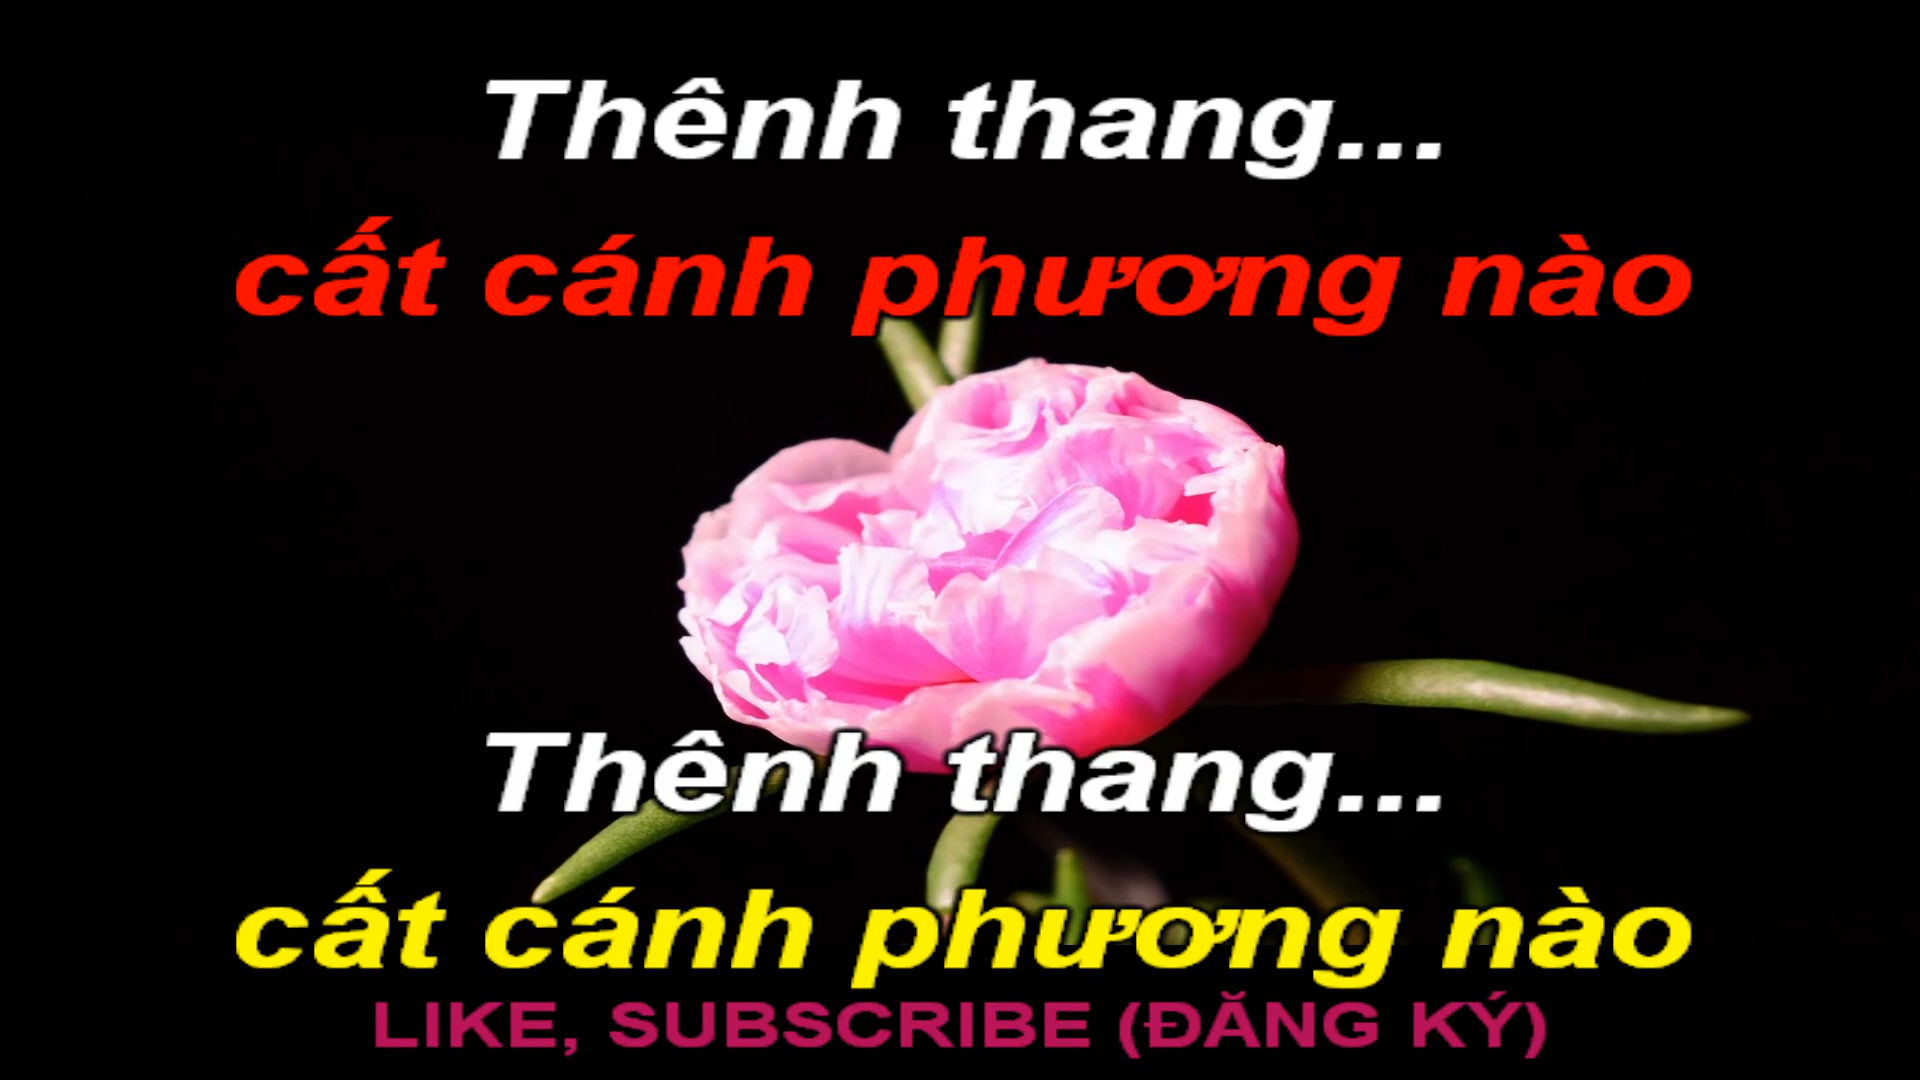 Thênh thang...
cất cánh phương nào
Thênh thang...
cất cánh phương nào
LIKE, SUBSCRIBE (ĐĂNG KÝ)